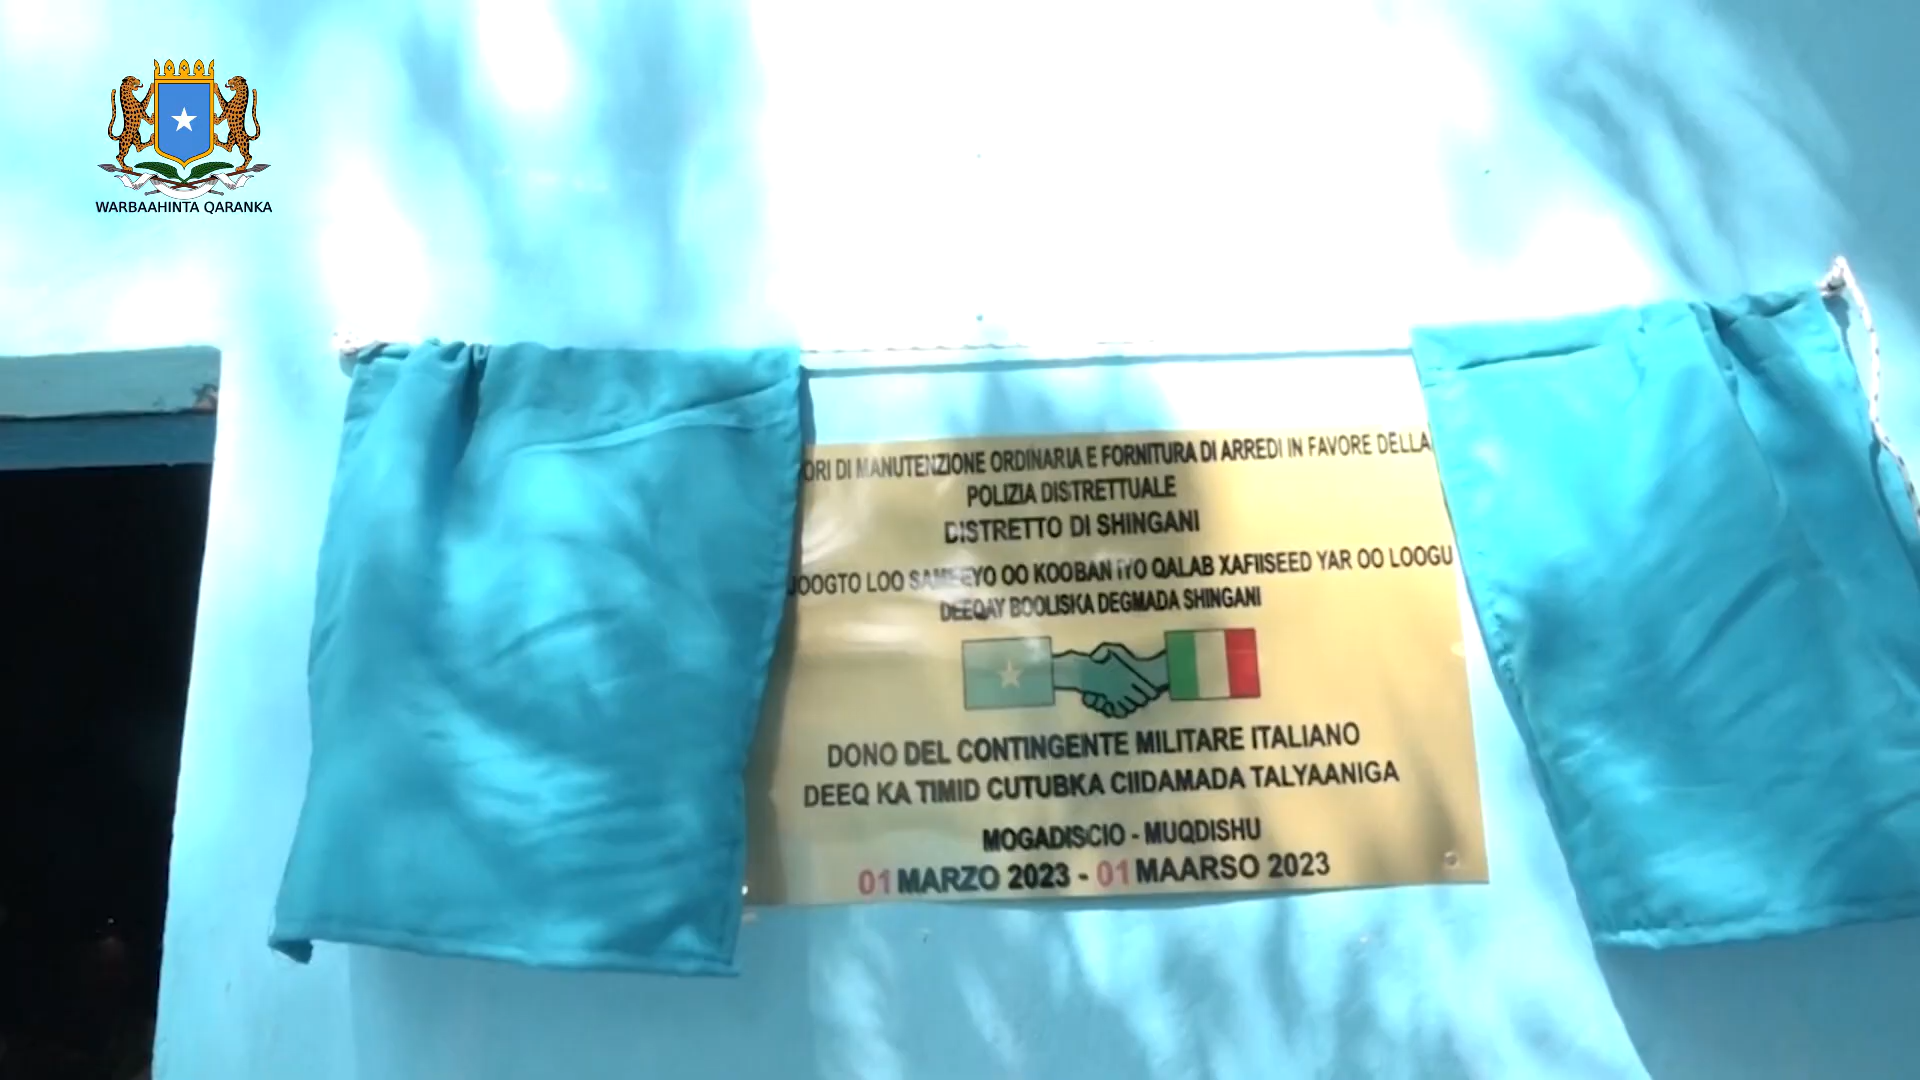 WARBAAHINTA QARANKA
ORI DI MANUTENZIONE ORDINARIA E FORNITURA DI ARREDI IN FAVORE DELLA
POLIZIA DISTRETTUALE
DISTRETTO DI SHINGANI
JOOGTO LOO SAMEEYO OO KOOBAN IYO QALAB XAFIISEED YAR OO LOOGU
DEEQAY BOOLISKA DEGMADA SHINGANI
DONO DEL CONTINGENTE MILITARE ITALIANO
DEEQ KA TIMID CUTUBKA CIIDAMADA TALYAANIGA
MOGADISCIO - MUQDISHU
01 MARZO 2023 - 01 MAARSO 2023